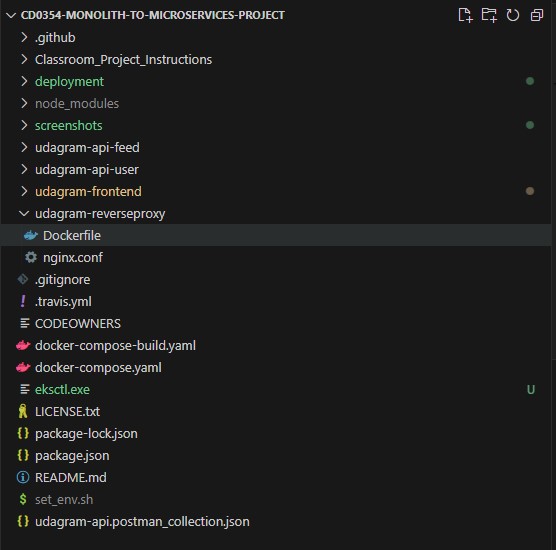 CD0354-MONOLITH-TO-MICROSERVICES-PROJECT
.github
Classroom_Project_Instructions
deployment
node_modules
screenshots
udagram-api-feed
udagram-api-user
udagram-frontend
udagram-reverseproxy
Dockerfile
nginx.conf
.gitignore
.travis.yml
CODEOWNERS
docker-compose-build.yaml
docker-compose.yaml
eksctl.exe U
LICENSE.txt
package-lock.json
package.json
README.md
set_env.sh
udagram-api.postman_collection.json